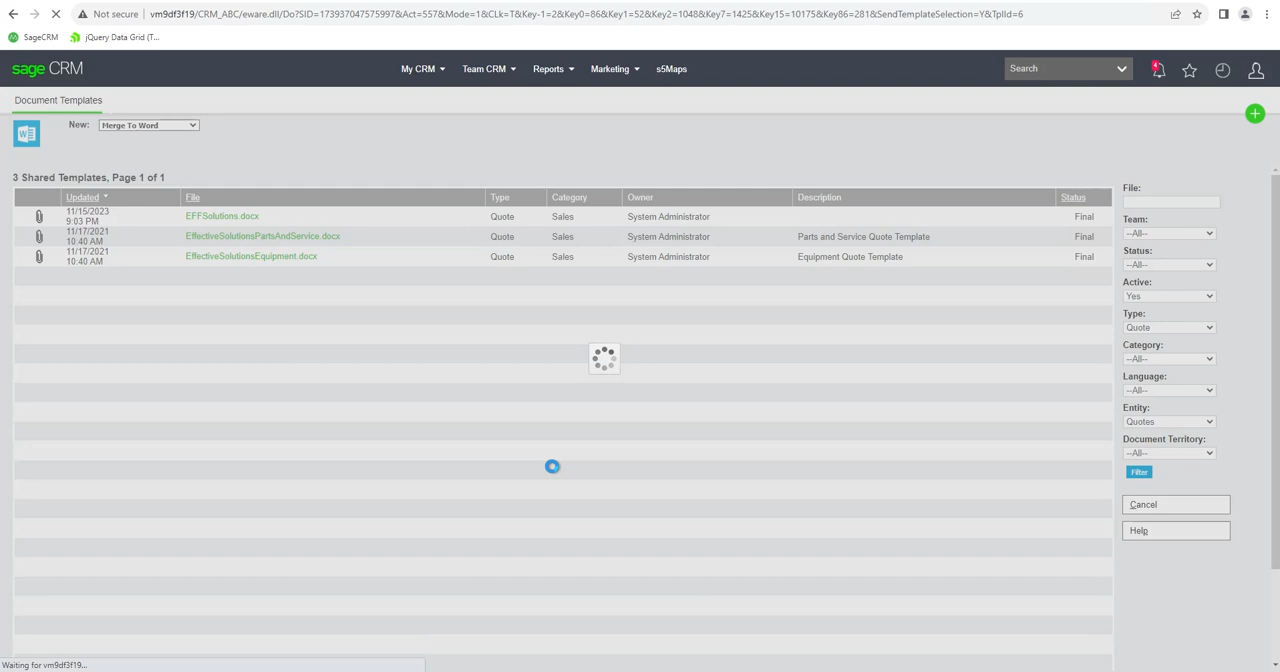 Not secure | vm9df3f19/CRM_ABC/eware.dll/Do?SID=173937047575997&Act=557&Mode=1&CLk=T&Key-1=2&Key0=86&Key1=52&Key2=1048&Key7=1425&Key15=10175&Key86=281&SendTemplateSelection=Y&TplId=6
SageCRM jQuery Data Grid (T...
sage CRM My CRM Team CRM Reports Marketing s5Maps Search 4
Document Templates
New: Merge To Word
3 Shared Templates, Page 1 of 1
Updated File Type Category Owner Description Status
11/15/2023 9:03 PM EFFSolutions.docx Quote Sales System Administrator Final
11/17/2021 10:40 AM EffectiveSolutionsPartsAndService.docx Quote Sales System Administrator Parts and Service Quote Template Final
11/17/2021 10:40 AM EffectiveSolutionsEquipment.docx Quote Sales System Administrator Equipment Quote Template Final
File:
Team:
--All--
Status:
--All--
Active:
Yes
Type:
Quote
Category:
--All--
Language:
--All--
Entity:
Quotes
Document Territory:
--All--
Filter
Cancel
Help
Waiting for vm9df3f19...